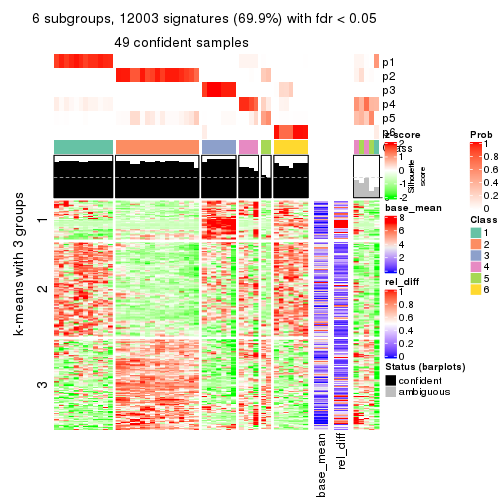 6 subgroups, 12003 signatures (69.9%) with fdr < 0.05
49 confident samples
p1
p2
p3
p4
p5
p6
z_score
2
1
0
-1
-2
Silhouette
score
Prob
1
0.8
0.6
0.4
0.2
0
Class
1
2
3
4
5
6
base_mean
8
6
4
2
0
rel_diff
1
0.8
0.6
0.4
0.2
0
Status (barplots)
confident
ambiguous
k-means with 3 groups
1
2
3
base_mean
rel_diff